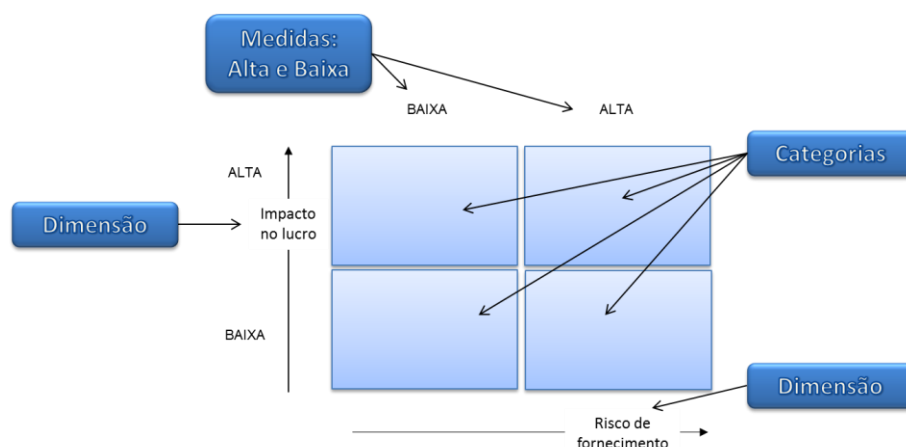 Medidas:
Alta e Baixa
BAIXA
ALTA
Categorias
ALTA
Impacto
no lucro
Dimensão
BAIXA
Dimensão
Risco de
fornecimento